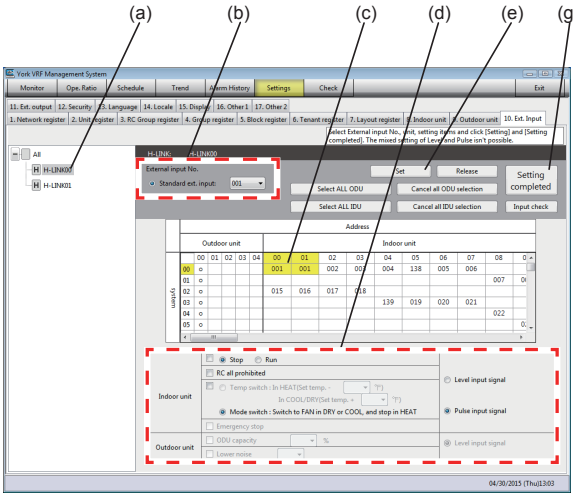 (a) (b) (c) (d) (e) (g)
York VRF Management System
Monitor Ope. Ratio Schedule Trend Alarm History Settings Check Exit
11. Ext. output 12. Security 13. Language 14. Locale 15. Display 16. Other 1 17. Other 2
1. Network register 2. Unit register 3. RC Group register 4. Group register 5. Block register 6. Tenant register 7. Layout register 8. Indoor unit 9. Outdoor unit 10. Ext. Input
Select External input No., unit, setting items and click [Setting] and [Setting
completed]. The mixed setting of Level and Pulse isn't possible.
All
H H-LINK00
H H-LINK01
H-LINK: H-LINK00
External input No.
Standard ext. input: 001
Set Release
Select ALL ODU Cancel all ODU selection
Select ALL IDU Cancel all IDU selection
Setting
completed
Input check
Address
Outdoor unit Indoor unit
00 01 02 03 04 00 01 02 03 04 05 06 07 08
system
00 o 001 001 002 003 004 138 005 006
01 o 007
02 o 015 016 017 018
03 o 139 019 020 021
04 o 022
05 o
Indoor unit
Stop Run
RC all prohibited
Temp switch : In HEAT(Set temp. - °F)
In COOL/DRY(Set temp. + °F)
Mode switch : Switch to FAN in DRY or COOL, and stop in HEAT
Emergency stop
Level input signal
Pulse input signal
Outdoor unit
ODU capacity %
Lower noise
Level input signal
04/30/2015 (Thu)13:03